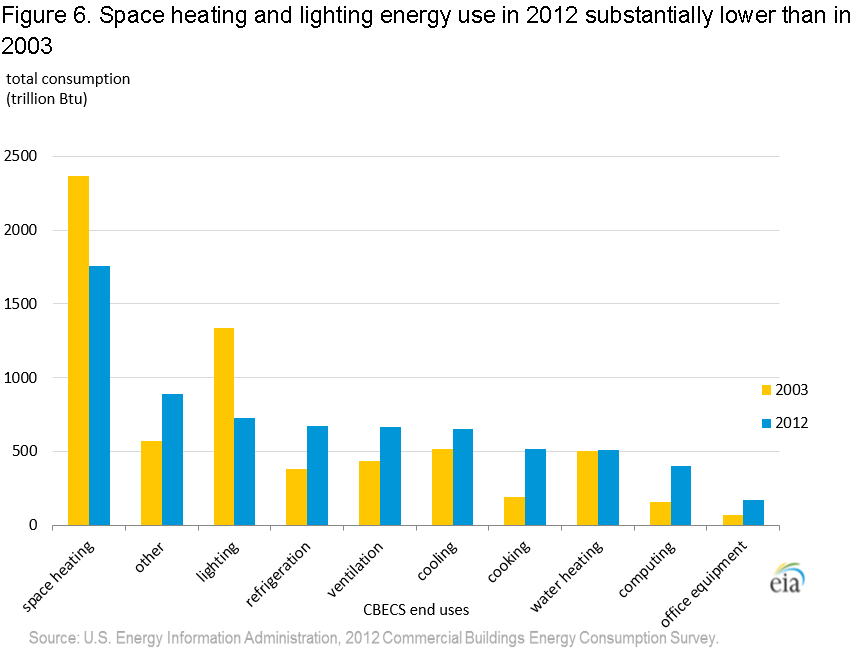 Figure 6. Space heating and lighting energy use in 2012 substantially lower than in
2003
total consumption
(trillion Btu)
2500
2000
1500
1000
500
0
2003
2012
space heating
other
lighting
refrigeration
ventilation
cooling
cooking
water heating
computing
office equipment
CBECS end uses
eia
Source: U.S. Energy Information Administration, 2012 Commercial Buildings Energy Consumption Survey.